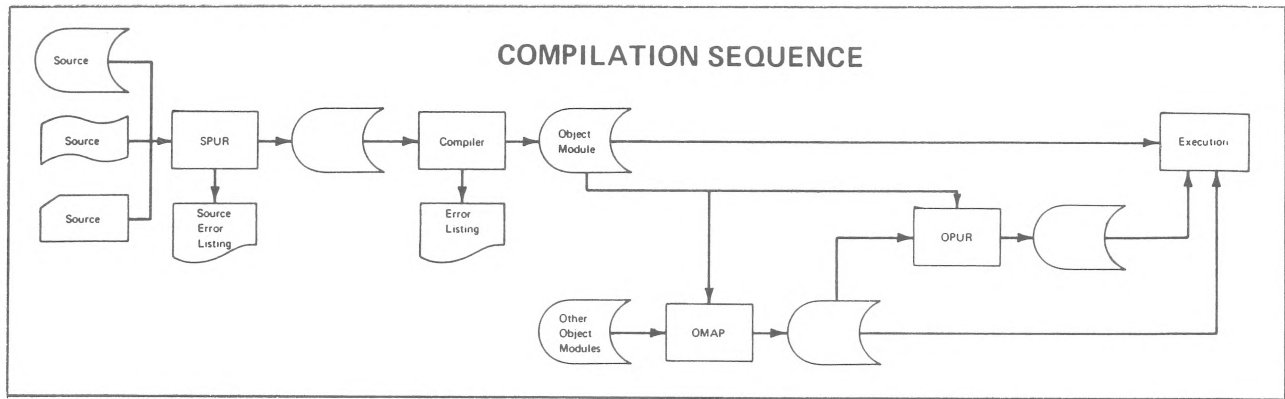 COMPILATION SEQUENCE
Source
Source
Source
SPUR
Source
Error
Listing
Compiler
Error
Listing
Object
Module
Execution
OPUR
Other
Object
Modules
OMAP